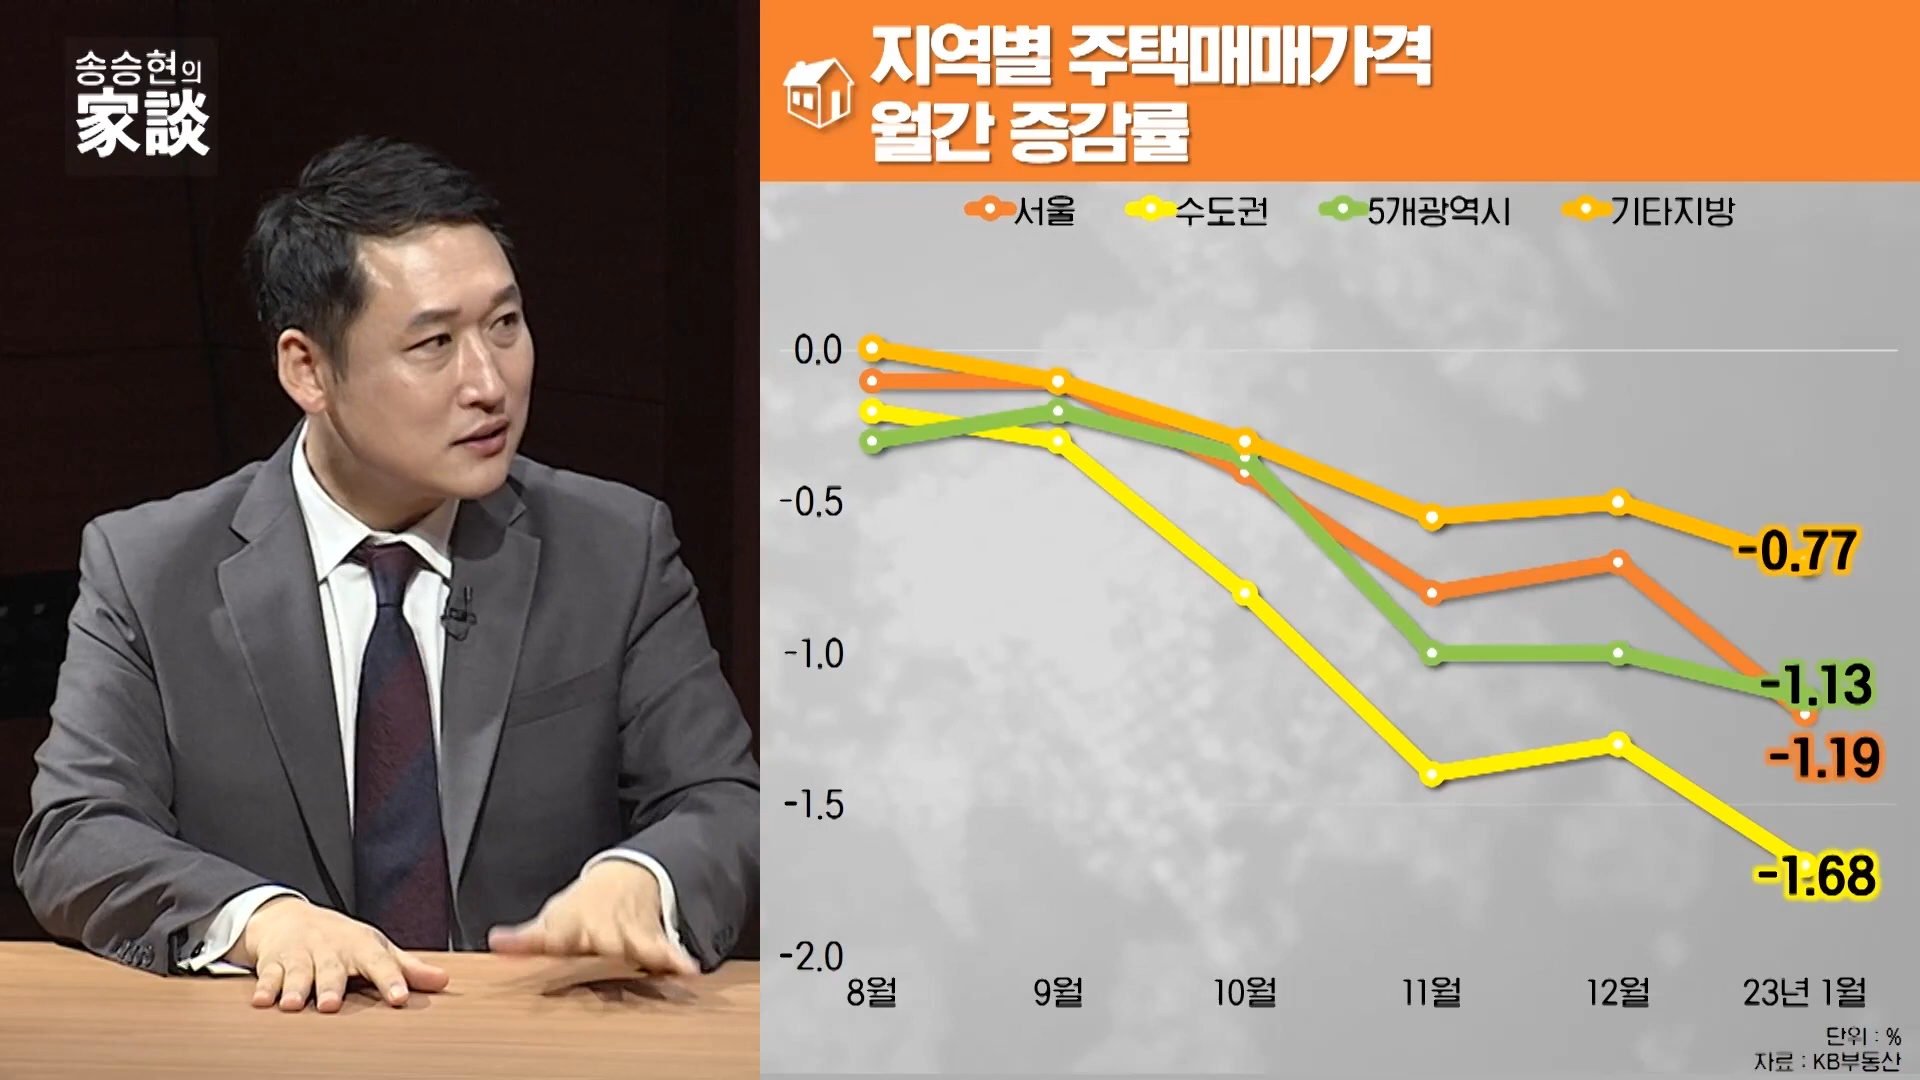 송승현의
家談
지역별 주택매매가격
월간 증감률
서울 수도권 5개광역시 기타지방
0.0
-0.5
-1.0
-1.5
-2.0
-0.77
-1.13
-1.19
-1.68
8월 9월 10월 11월 12월 23년 1월
단위 : %
자료 : KB부동산